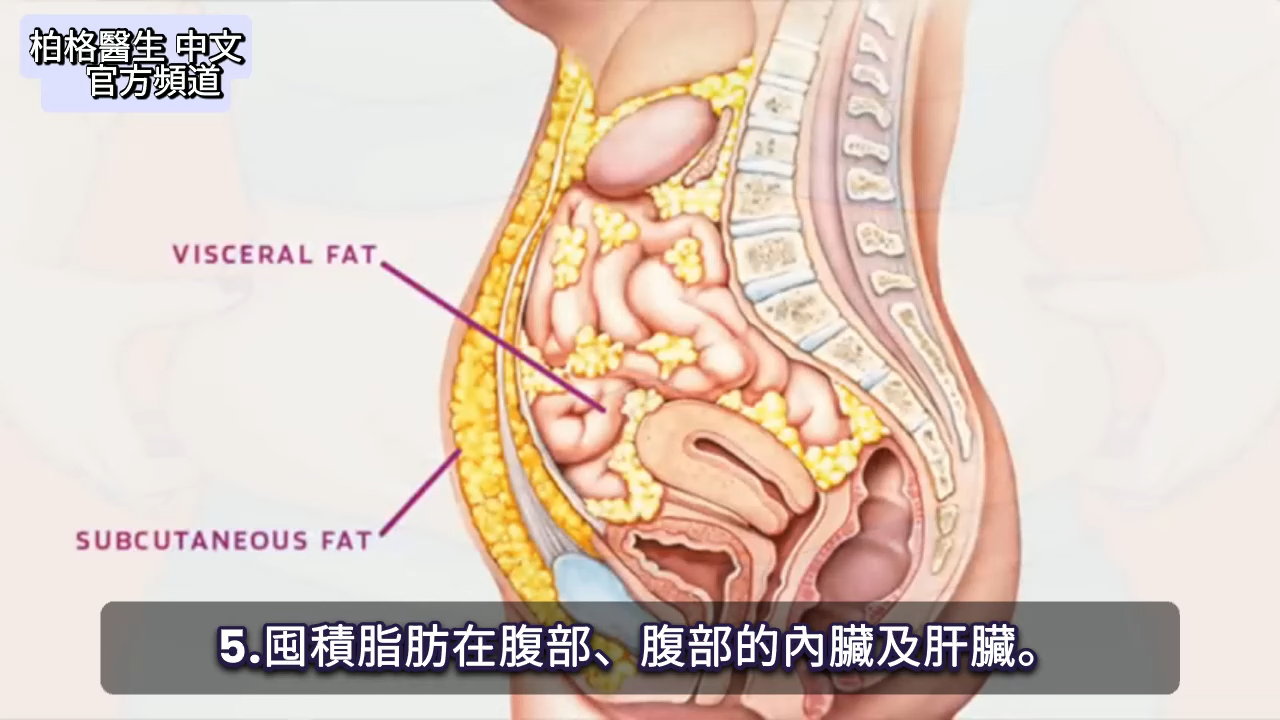 柏格醫生 中文
官方頻道
VISCERAL FAT
SUBCUTANEOUS FAT
5.囤積脂肪在腹部、腹部的內臟及肝臟。